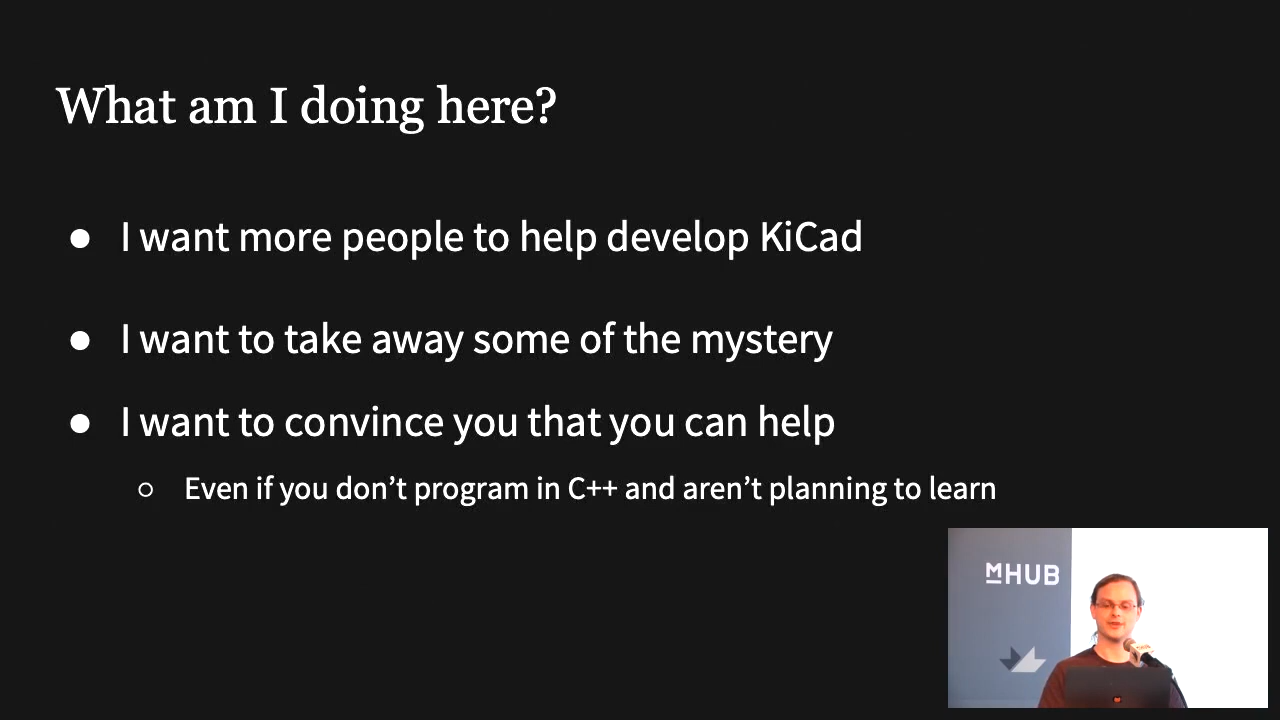 What am I doing here?
● I want more people to help develop KiCad
● I want to take away some of the mystery
● I want to convince you that you can help
○ Even if you don’t program in C++ and aren’t planning to learn
MHUB